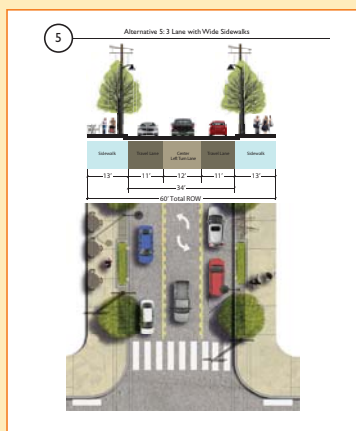 5
Alternative 5: 3 Lane with Wide Sidewalks
Sidewalk
Travel Lane
Center
Left Turn Lane
Travel Lane
Sidewalk
13' 11' 12' 11' 13'
34'
60' Total ROW